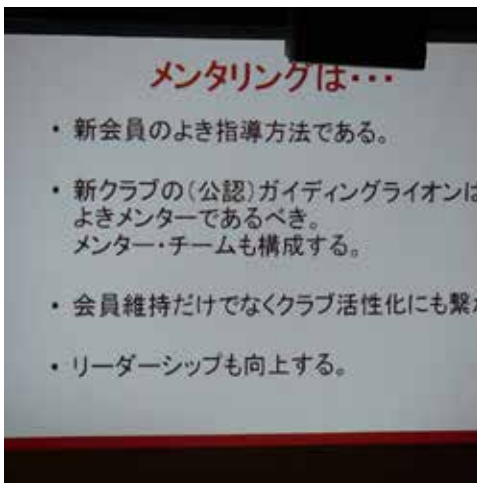 メンタリングは・・・
・新会員のよき指導方法である。
・新クラブの(公認)ガイディングライオンは
よきメンターであるべき。
メンター・チームも構成する。
・会員維持だけでなくクラブ活性化にも繋
・リーダーシップも向上する。